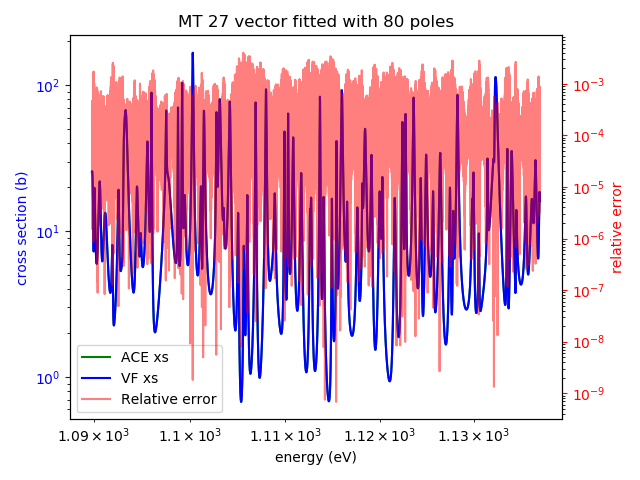 MT 27 vector fitted with 80 poles
10²
10¹
10⁰
cross section (b)
10⁻³
10⁻⁴
10⁻⁵
10⁻⁶
10⁻⁷
10⁻⁸
10⁻⁹
relative error
ACE xs
VF xs
Relative error
1.09 × 10³ 1.1 × 10³ 1.11 × 10³ 1.12 × 10³ 1.13 × 10³
energy (eV)